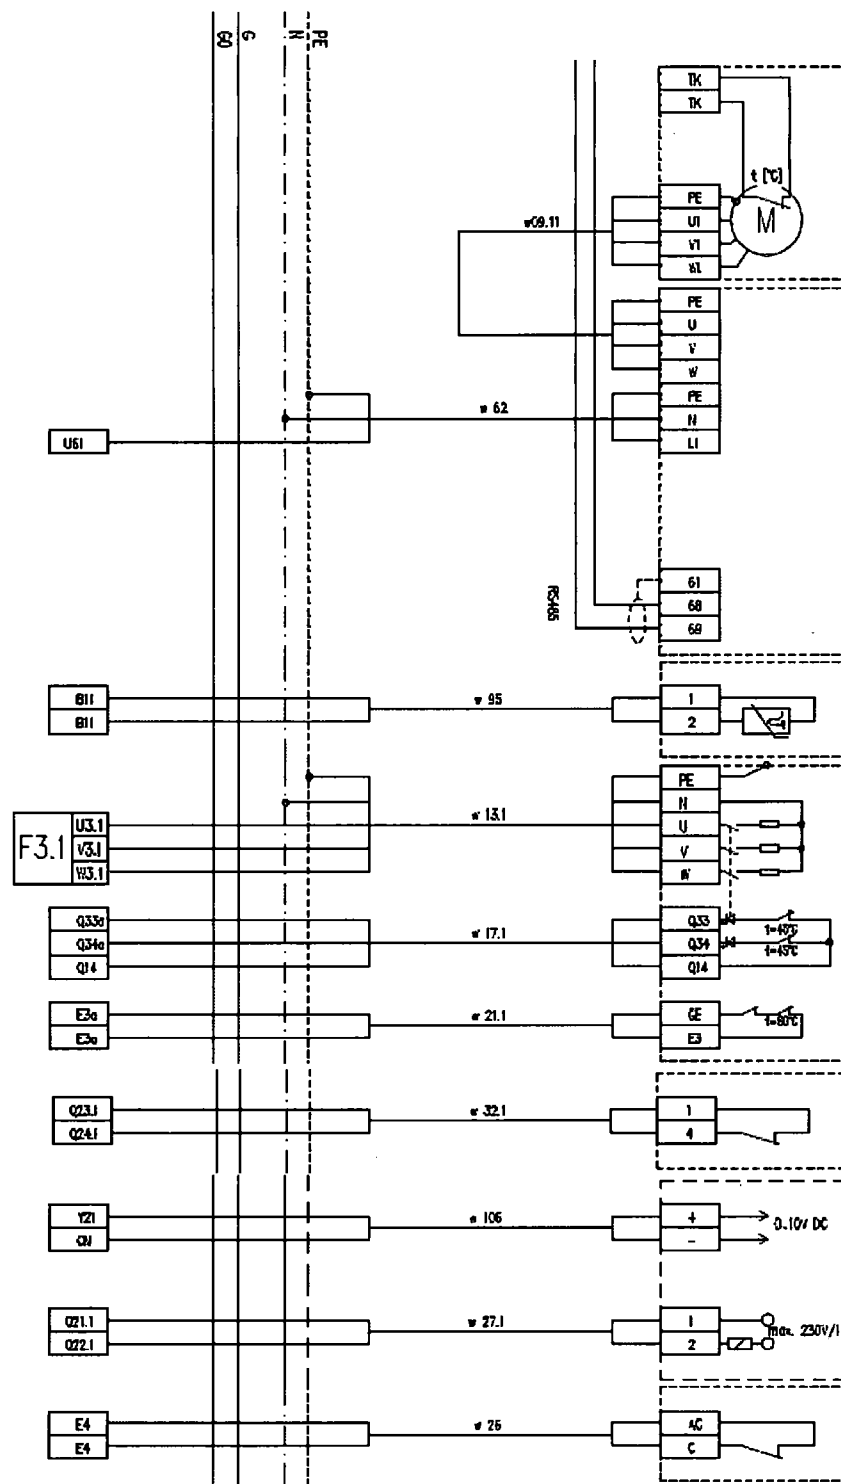 G0
G
N
PE
TK
TK
t [°C]
M
PE
U1
V1
W1
w09.11
PE
U
V
W
w 62
PE
N
L1
U61
RS485
61
68
69
B11
B11
w 95
1
2
F3.1
U3.1
V3.1
W3.1
w 13.1
PE
N
U
V
W
Q33a
Q34a
Q14
w 17.1
Q33
Q34
Q14
t=45°C
t=45°C
E3a
E3a
w 21.1
GE
E3
t=80°C
Q23.1
Q24.1
w 32.1
1
4
Y21
w 106
+
-
0..10V DC
Q21.1
Q22.1
w 27.1
1
2
max. 230V/1
E4
E4
w 26
AC
C